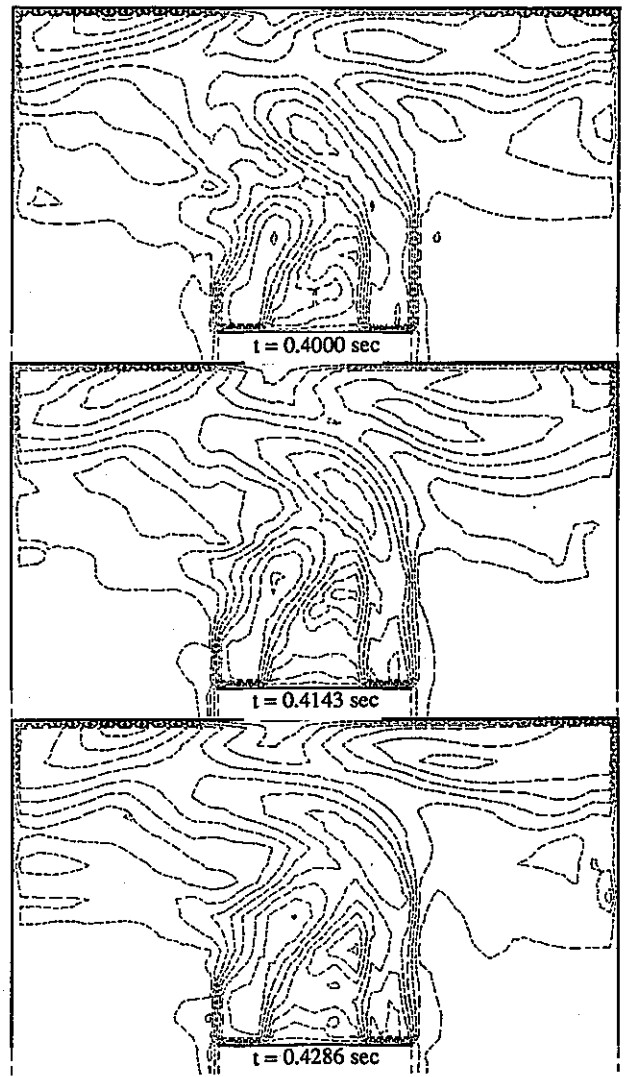 t = 0.4000 sec
t = 0.4143 sec
t = 0.4286 sec